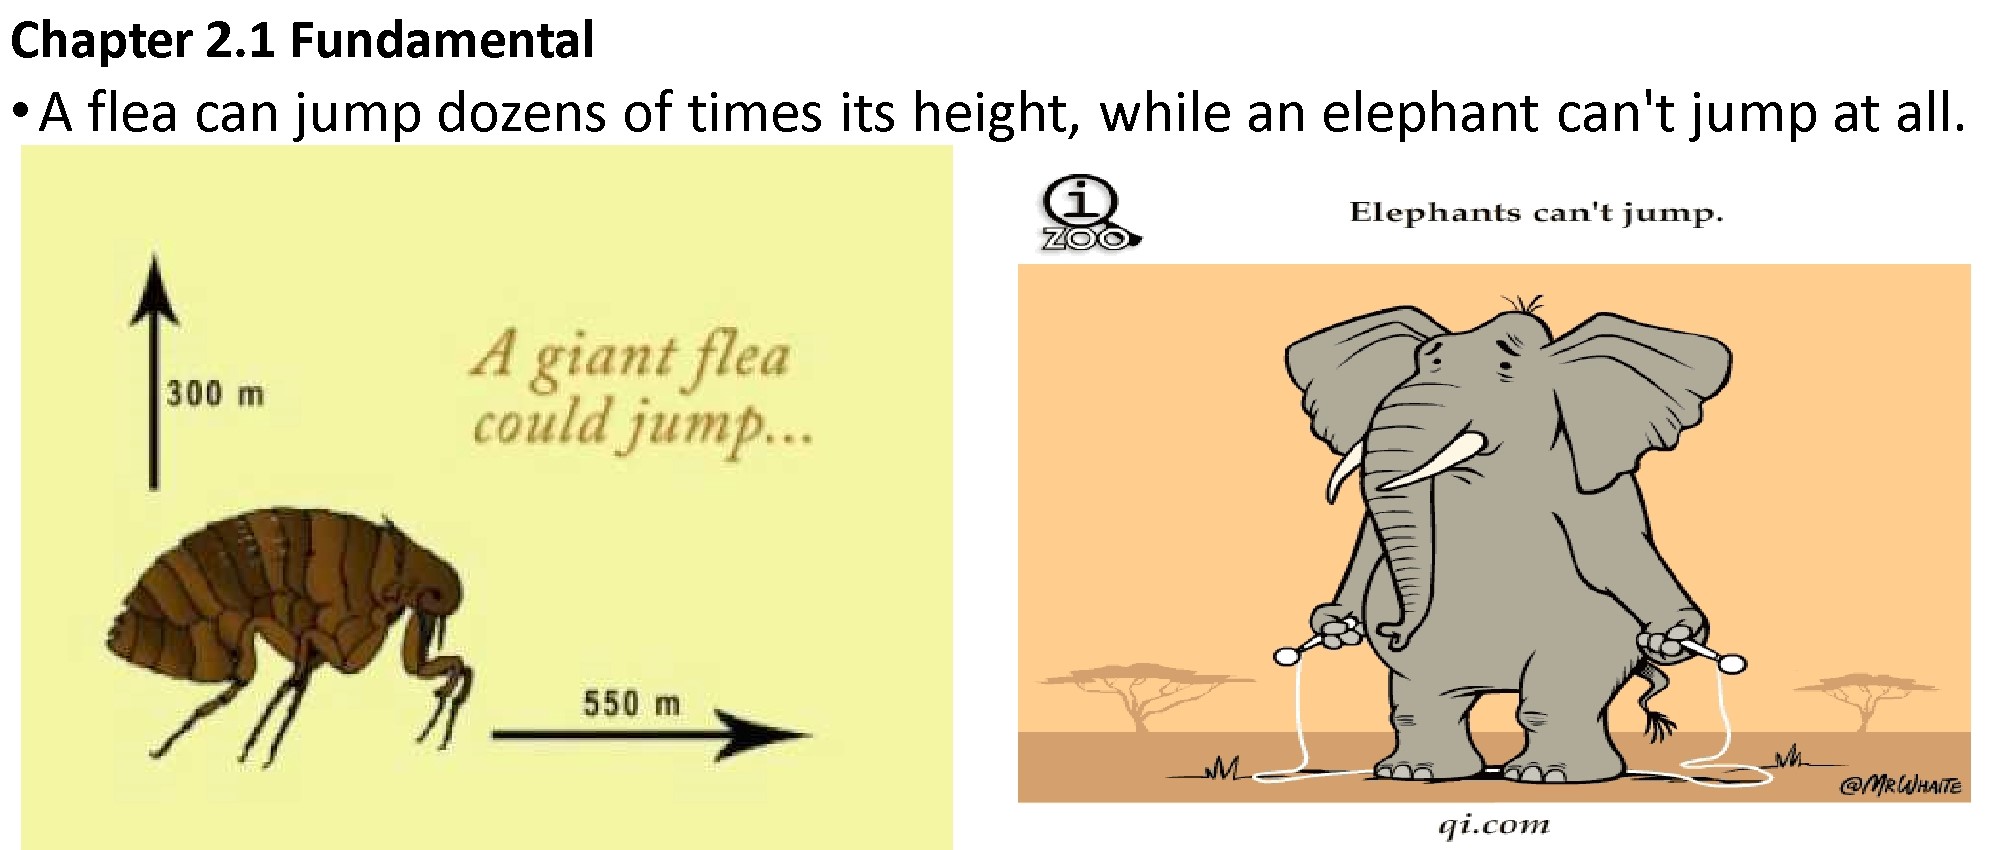 Chapter 2.1 Fundamental
•A flea can jump dozens of times its height, while an elephant can't jump at all.
300 m
A giant flea
could jump...
550 m
i
ZOO
Elephants can't jump.
@MRWHAITE
qi.com